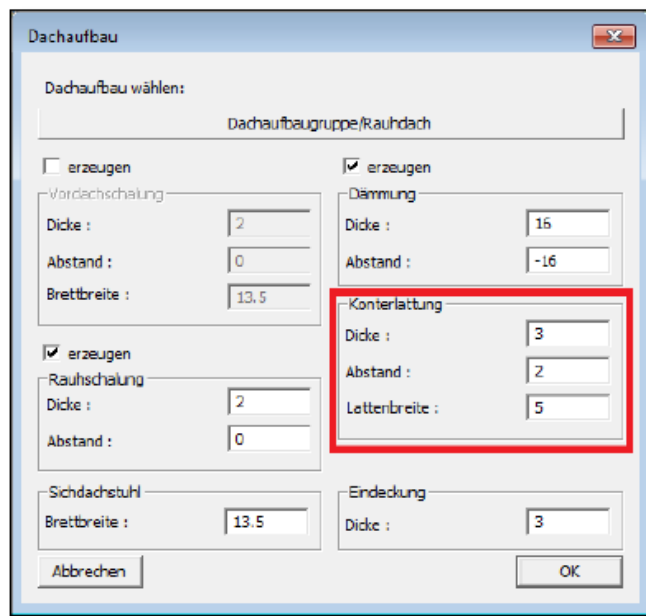 Dachaufbau
Dachaufbau wählen:
Dachaufbaugruppe/Rauhdach
erzeugen
Vordachschalung
Dicke : 2
Abstand : 0
Brettbreite : 13.5
erzeugen
Rauhschalung
Dicke : 2
Abstand : 0
Sichdachstuhl
Brettbreite : 13.5
erzeugen
Dämmung
Dicke : 16
Abstand : -16
Konterlattung
Dicke : 3
Abstand : 2
Lattenbreite : 5
Eindeckung
Dicke : 3
Abbrechen
OK